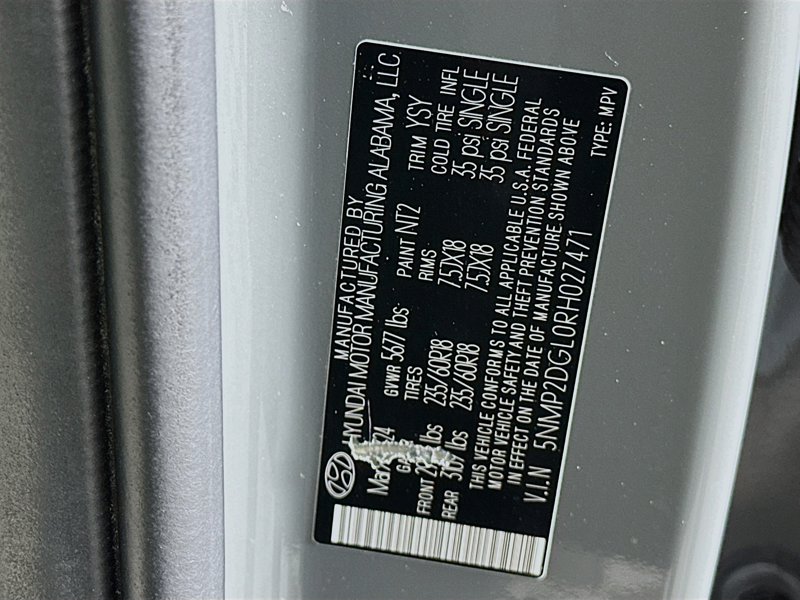 MANUFACTURED BY
HYUNDAI MOTOR MANUFACTURING ALABAMA, LLC.
24 GVWR 5677 lbs PAINT NT2 TRIM YSY
TIRES RIMS COLD TIRE INFL
FRONT lbs 235/60R18 7.5JX18 35 psi SINGLE
REAR lbs 235/60R18 7.5JX18 35 psi SINGLE
THIS VEHICLE CONFORMS TO ALL APPLICABLE U.S.A. FEDERAL
MOTOR VEHICLE SAFETY AND THEFT PREVENTION STANDARDS
IN EFFECT ON THE DATE OF MANUFACTURE SHOWN ABOVE
V.I.N 5NMP2DGL0RH027471 TYPE: MPV